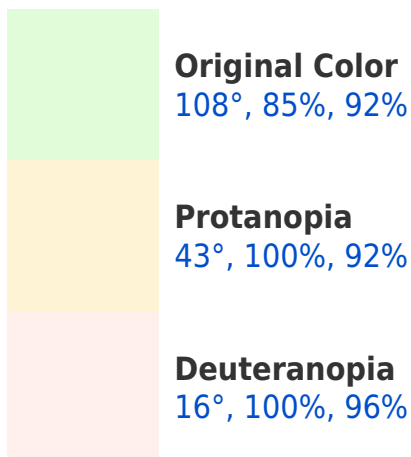 Original Color
108°, 85%, 92%
Protanopia
43°, 100%, 92%
Deuteranopia
16°, 100%, 96%